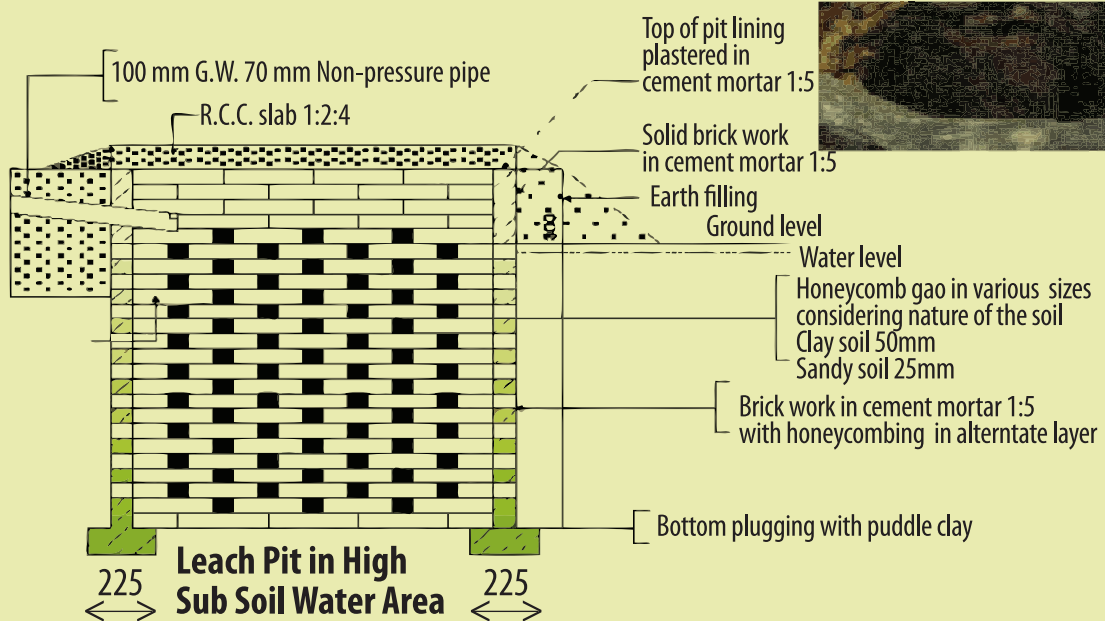 100 mm G.W. 70 mm Non-pressure pipe
R.C.C. slab 1:2:4
Top of pit lining
plastered in
cement mortar 1:5
Solid brick work
in cement mortar 1:5
Earth filling
300
Ground level
Water level
Honeycomb gao in various sizes
considering nature of the soil
Clay soil 50mm
Sandy soil 25mm
Brick work in cement mortar 1:5
with honeycombing in alterntate layer
Bottom plugging with puddle clay
225
Leach Pit in High
Sub Soil Water Area
225